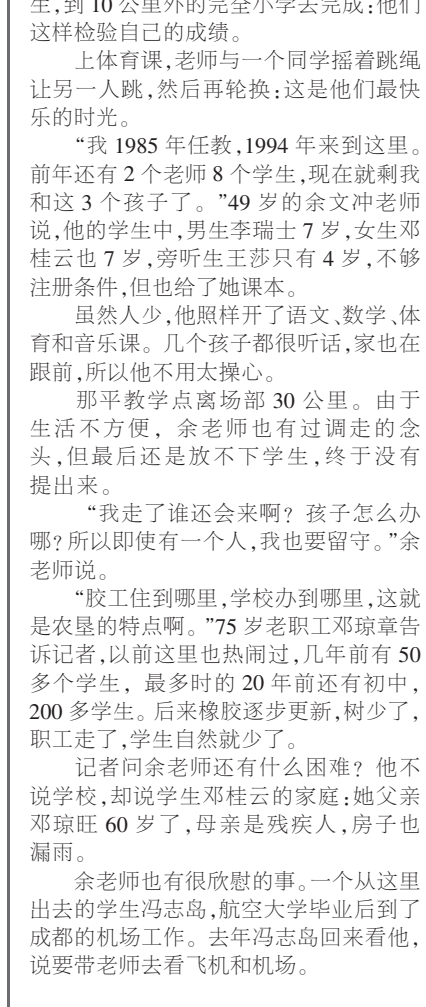 生，到 10 公里外的完全小学去完成：他们
这样检验自己的成绩。
上体育课，老师与一个同学摇着跳绳
让另一人跳，然后再轮换：这是他们最快
乐的时光。
“我 1985 年任教，1994 年来到这里。
前年还有 2 个老师 8 个学生，现在就剩我
和这 3 个孩子了。”49 岁的余文冲老师
说，他的学生中，男生李瑞士 7 岁，女生邓
桂云也 7 岁，旁听生王莎只有 4 岁，不够
注册条件，但也给了她课本。
虽然人少，他照样开了语文、数学、体
育和音乐课。几个孩子都很听话，家也在
跟前，所以他不用太操心。
那平教学点离场部 30 公里。由于
生活不方便，余老师也有过调走的念
头，但最后还是放不下学生，终于没有
提出来。
“我走了谁还会来啊？孩子怎么办
哪？所以即使有一个人，我也要留守。”余
老师说。
“胶工住到哪里，学校办到哪里，这就
是农垦的特点啊。”75 岁老职工邓琼章告
诉记者，以前这里也热闹过，几年前有 50
多个学生，最多时的 20 年前还有初中，
200 多学生。后来橡胶逐步更新，树少了，
职工走了，学生自然就少了。
记者问余老师还有什么困难？他不
说学校，却说学生邓桂云的家庭：她父亲
邓琼旺 60 岁了，母亲是残疾人，房子也
漏雨。
余老师也有很欣慰的事。一个从这里
出去的学生冯志岛，航空大学毕业后到了
成都的机场工作。去年冯志岛回来看他，
说要带老师去看飞机和机场。